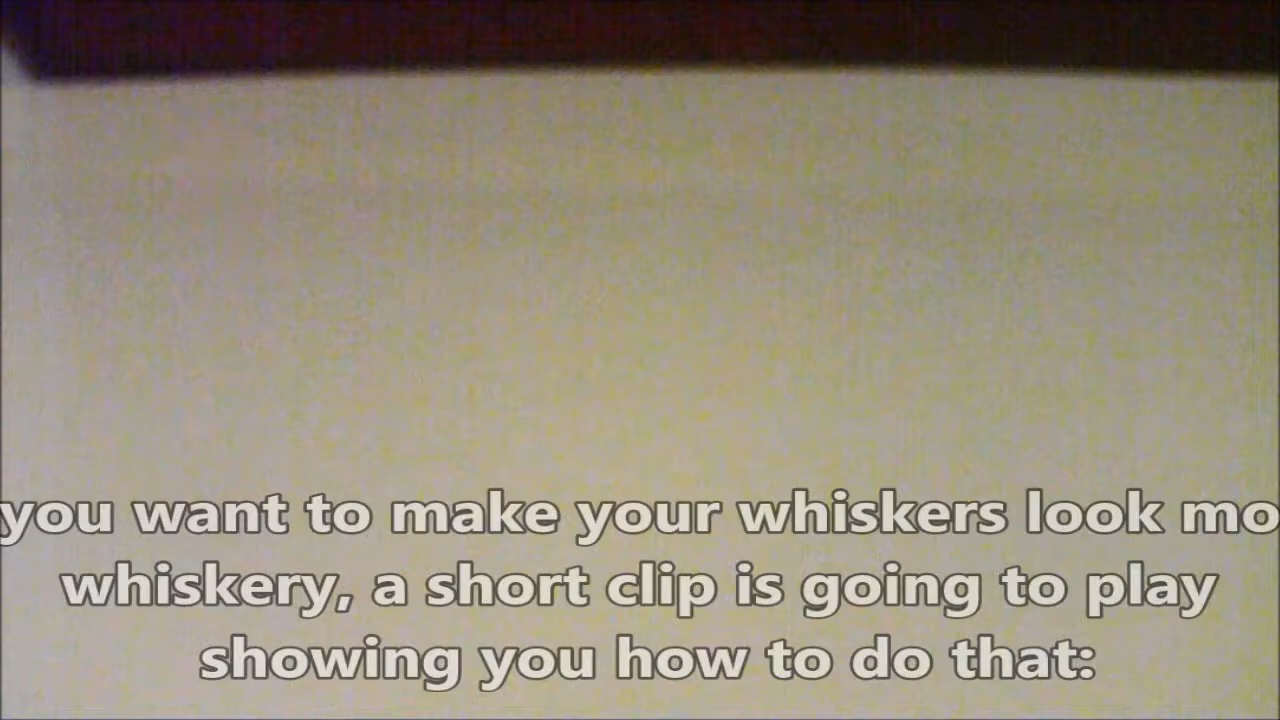 you want to make your whiskers look mo
whiskery, a short clip is going to play
showing you how to do that: